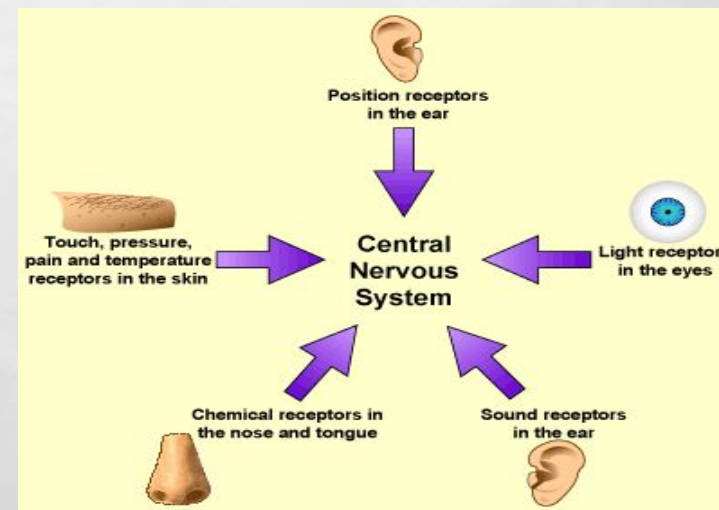 Position receptors
in the ear
Touch, pressure,
pain and temperature
receptors in the skin
Central
Nervous
System
Light receptor
in the eyes
Chemical receptors in
the nose and tongue
Sound receptors
in the ear